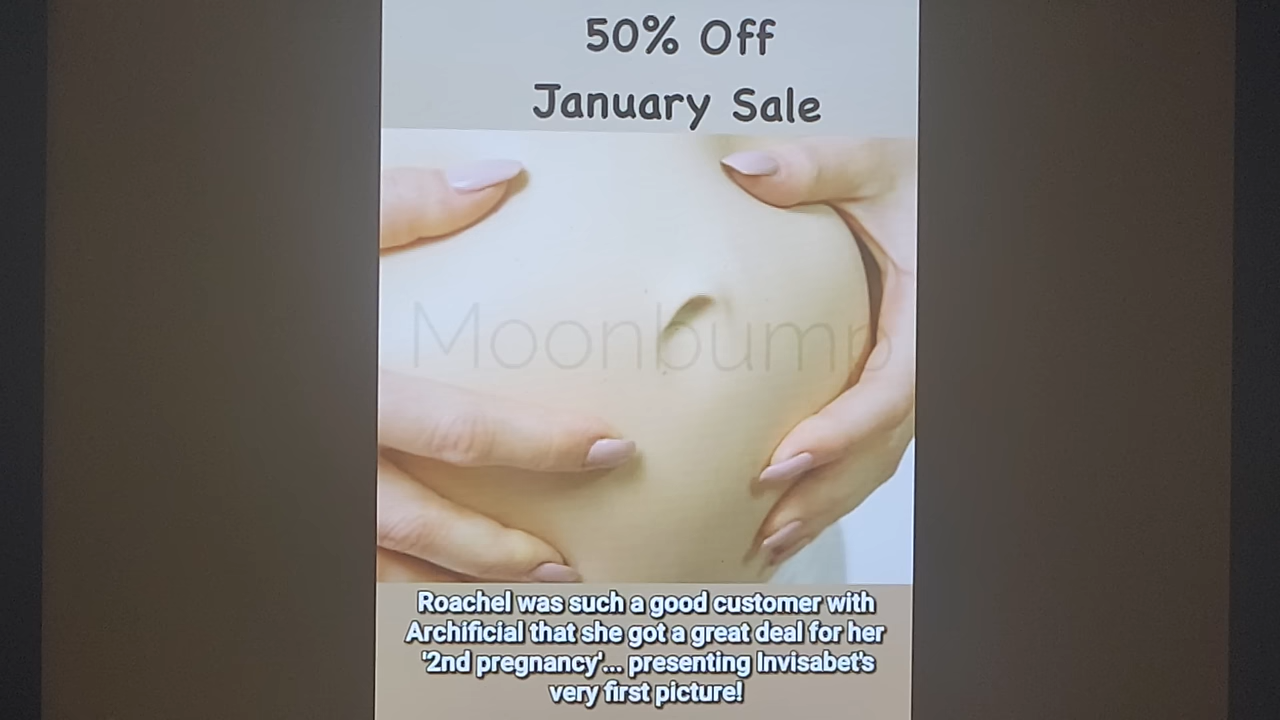 50% Off
January Sale
Moonbump
Roachel was such a good customer with
Archificial that she got a great deal for her
'2nd pregnancy'... presenting Invisabet's
very first picture!